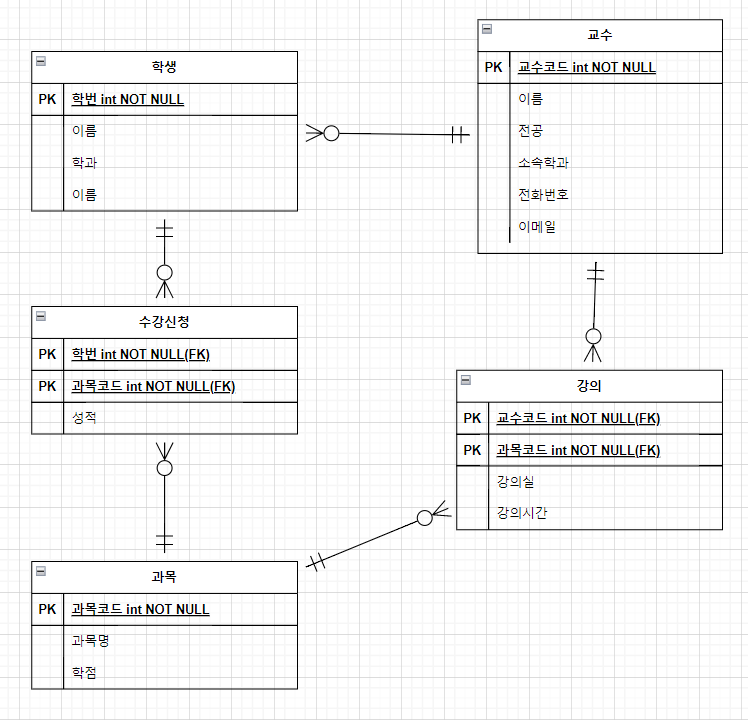 학생
PK 학번 int NOT NULL
이름
학과
이름
교수
PK 교수코드 int NOT NULL
이름
전공
소속학과
전화번호
이메일
수강신청
PK 학번 int NOT NULL(FK)
PK 과목코드 int NOT NULL(FK)
성적
강의
PK 교수코드 int NOT NULL(FK)
PK 과목코드 int NOT NULL(FK)
강의실
강의시간
과목
PK 과목코드 int NOT NULL
과목명
학점